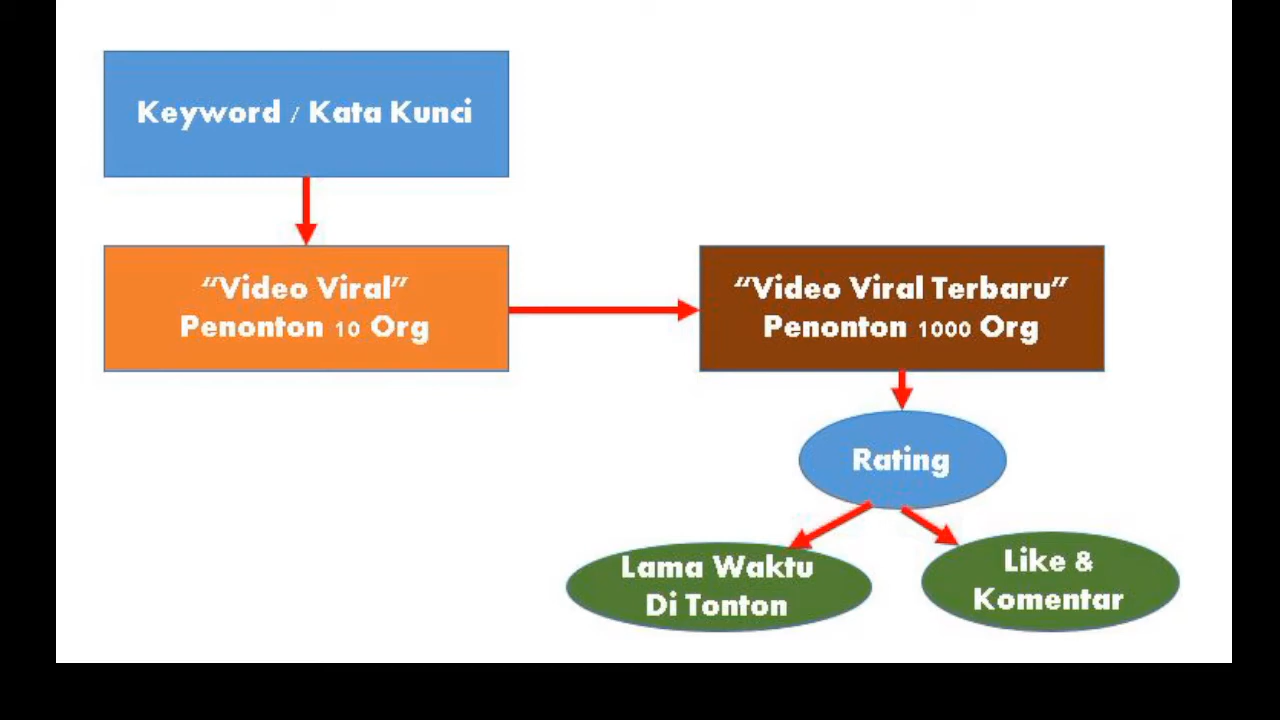 Keyword / Kata Kunci
“Video Viral”
Penonton 10 Org
“Video Viral Terbaru”
Penonton 1000 Org
Rating
Lama Waktu
Di Tonton
Like &
Komentar